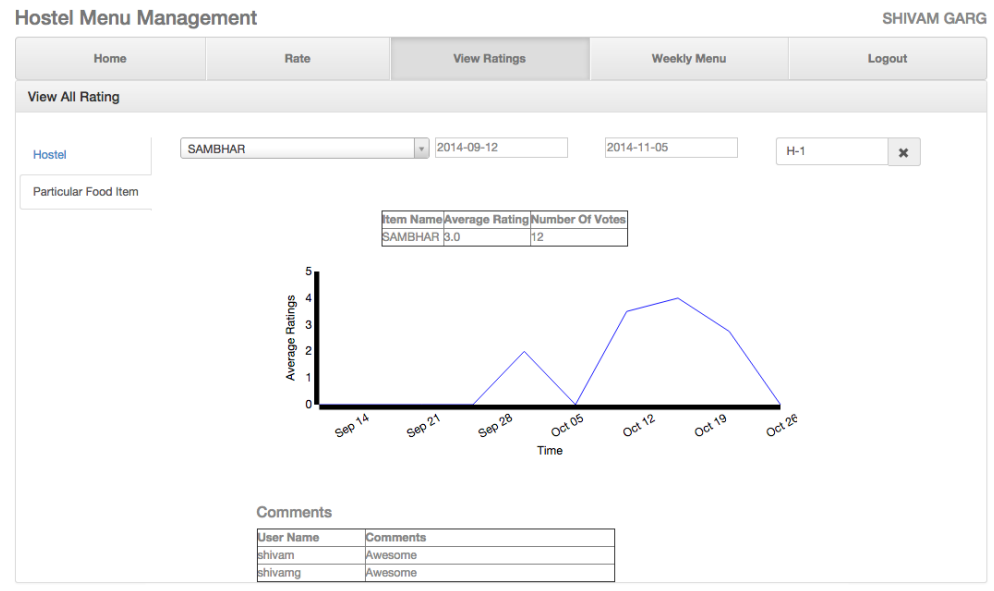 Hostel Menu Management
SHIVAM GARG
Home Rate View Ratings Weekly Menu Logout
View All Rating
Hostel
Particular Food Item
SAMBHAR 2014-09-12 2014-11-05 H-1
Item Name Average Rating Number Of Votes
SAMBHAR 3.0 12
Average Ratings
5
4
3
2
1
0
Sep 14 Sep 21 Sep 28 Oct 05 Oct 12 Oct 19 Oct 26
Time
Comments
User Name Comments
shivam Awesome
shivamg Awesome